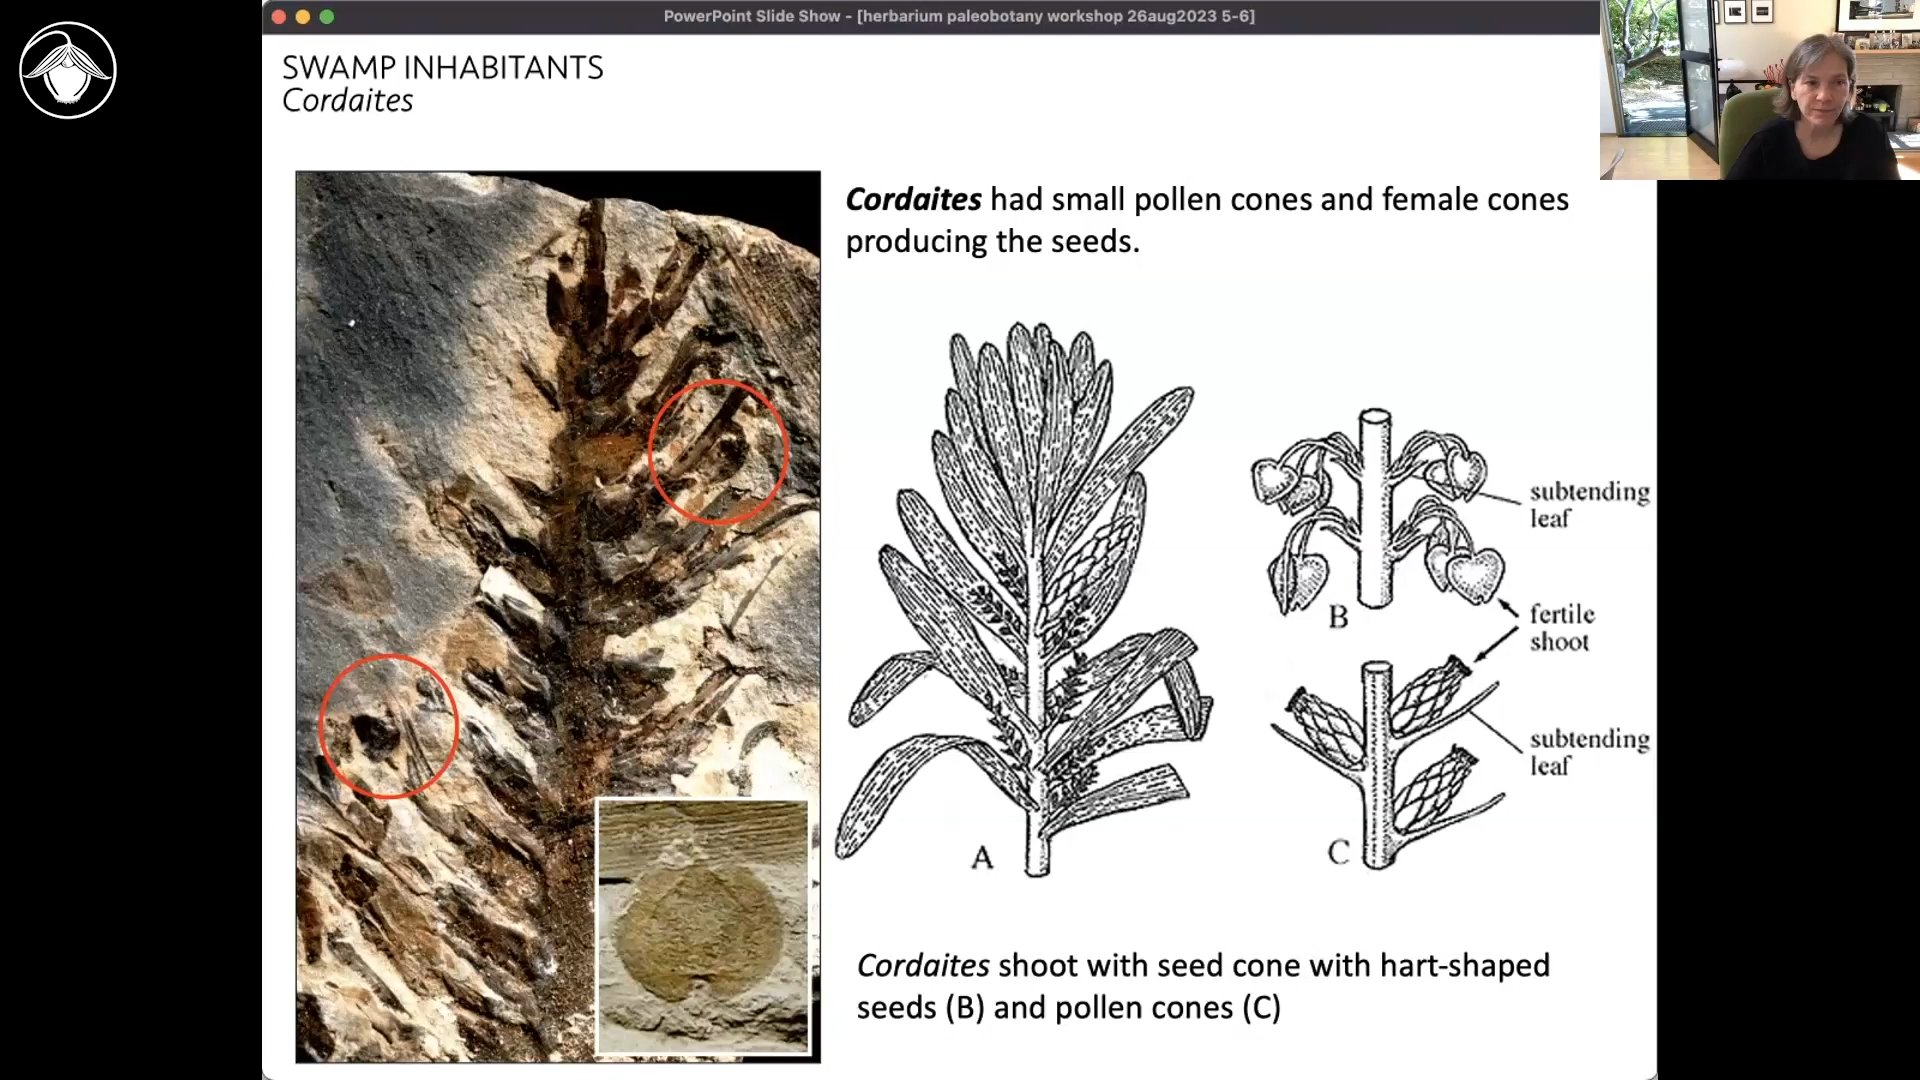 PowerPoint Slide Show - [herbarium paleobotany workshop 26aug2023 5-6]
SWAMP INHABITANTS
Cordaites
Cordaites had small pollen cones and female cones
producing the seeds.
subtending
leaf
B
fertile
shoot
subtending
leaf
A
C
Cordaites shoot with seed cone with hart-shaped
seeds (B) and pollen cones (C)